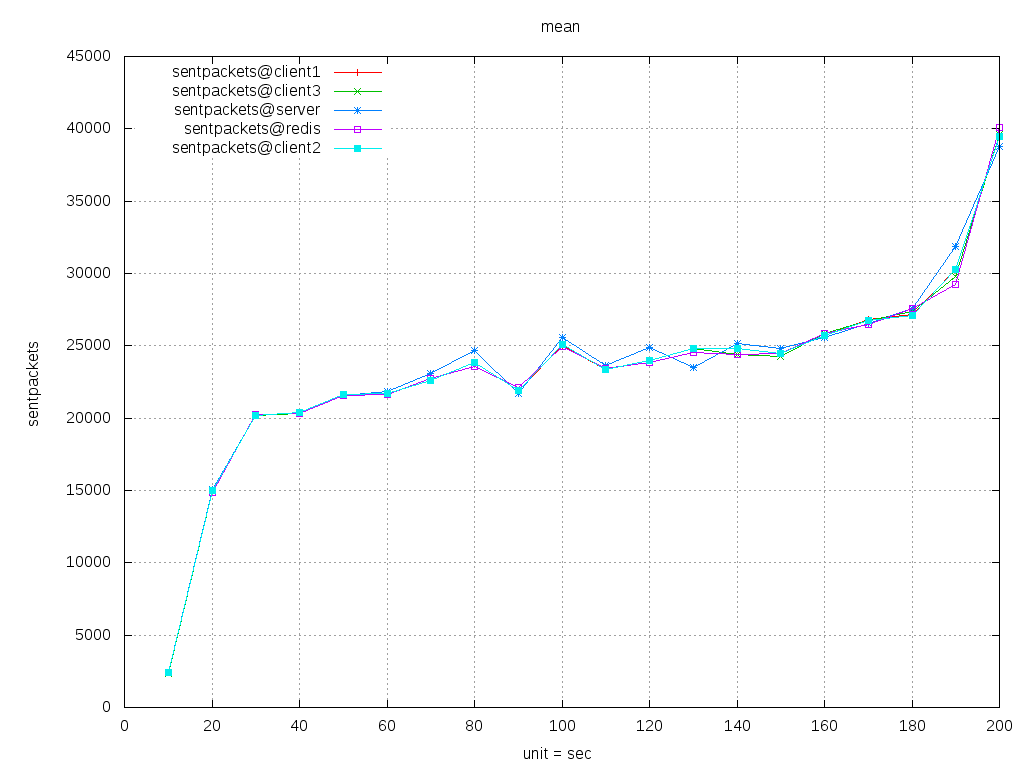 mean
45000
40000
35000
30000
25000
20000
15000
10000
5000
0
sentpackets
sentpackets@client1
sentpackets@client3
sentpackets@server
sentpackets@redis
sentpackets@client2
0 20 40 60 80 100 120 140 160 180 200
unit = sec